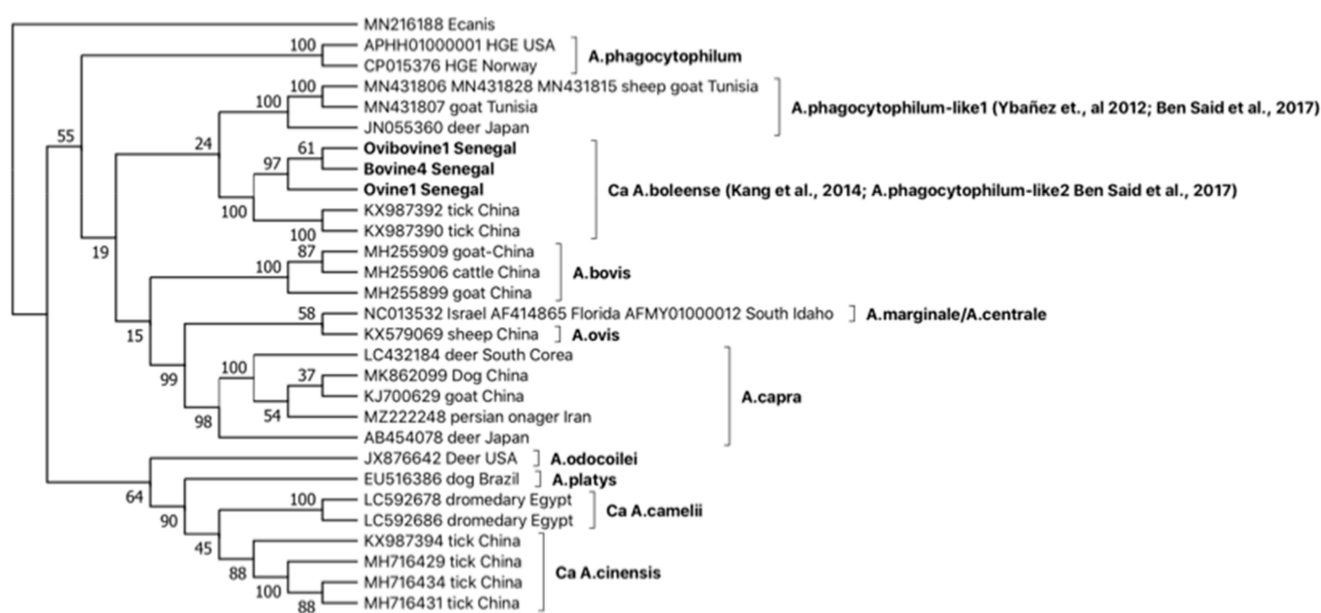 MN216188 Ecanis
100 APHH01000001 HGE USA
CP015376 HGE Norway
A.phagocytophilum
100 MN431806 MN431828 MN431815 sheep goat Tunisia
100 MN431807 goat Tunisia
JN055360 deer Japan
A.phagocytophilum-like1 (Ybañez et., al 2012; Ben Said et al., 2017)
55
24
61 Ovibovine1 Senegal
97 Bovine4 Senegal
Ovine1 Senegal
100 KX987392 tick China
100 KX987390 tick China
Ca A.boleense (Kang et al., 2014; A.phagocytophilum-like2 Ben Said et al., 2017)
19
87 MH255909 goat-China
100 MH255906 cattle China
MH255899 goat China
A.bovis
15
58 NC013532 Israel AF414865 Florida AFMY01000012 South Idaho
A.marginale/A.centrale
KX579069 sheep China
A.ovis
99
100 LC432184 deer South Corea
37 MK862099 Dog China
KJ700629 goat China
54 MZ222248 persian onager Iran
98 AB454078 deer Japan
A.capra
JX876642 Deer USA
A.odocoilei
64
EU516386 dog Brazil
A.platys
90
100 LC592678 dromedary Egypt
LC592686 dromedary Egypt
Ca A.camelii
45
KX987394 tick China
88 MH716429 tick China
100 MH716434 tick China
88 MH716431 tick China
Ca A.cinensis